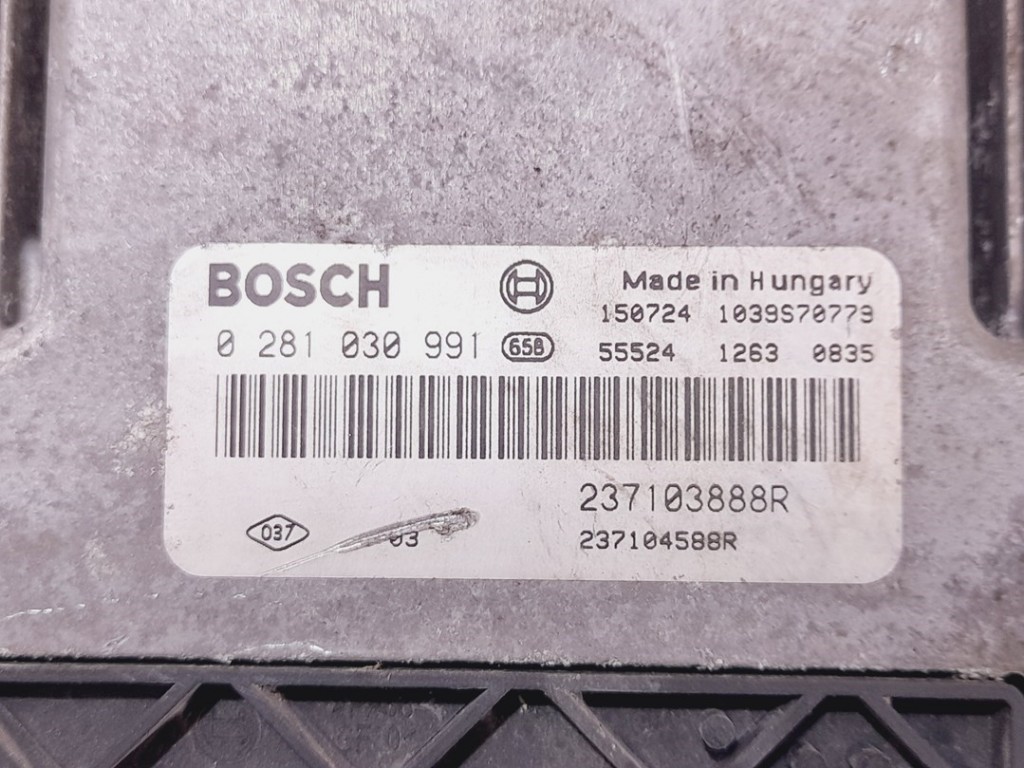 BOSCH
Made in Hungary
150724 1039S70779
0 281 030 991 658 55524 1263 0835
237103888R
037 03 237104588R